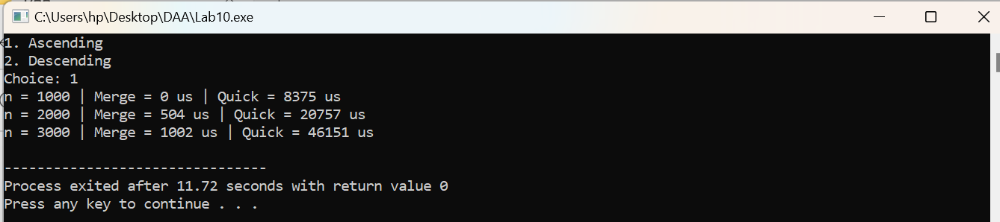 C:\Users\hp\Desktop\DAA\Lab10.exe
1. Ascending
2. Descending
Choice: 1
n = 1000 | Merge = 0 us | Quick = 8375 us
n = 2000 | Merge = 504 us | Quick = 20757 us
n = 3000 | Merge = 1002 us | Quick = 46151 us
--------------------------------
Process exited after 11.72 seconds with return value 0
Press any key to continue . . .